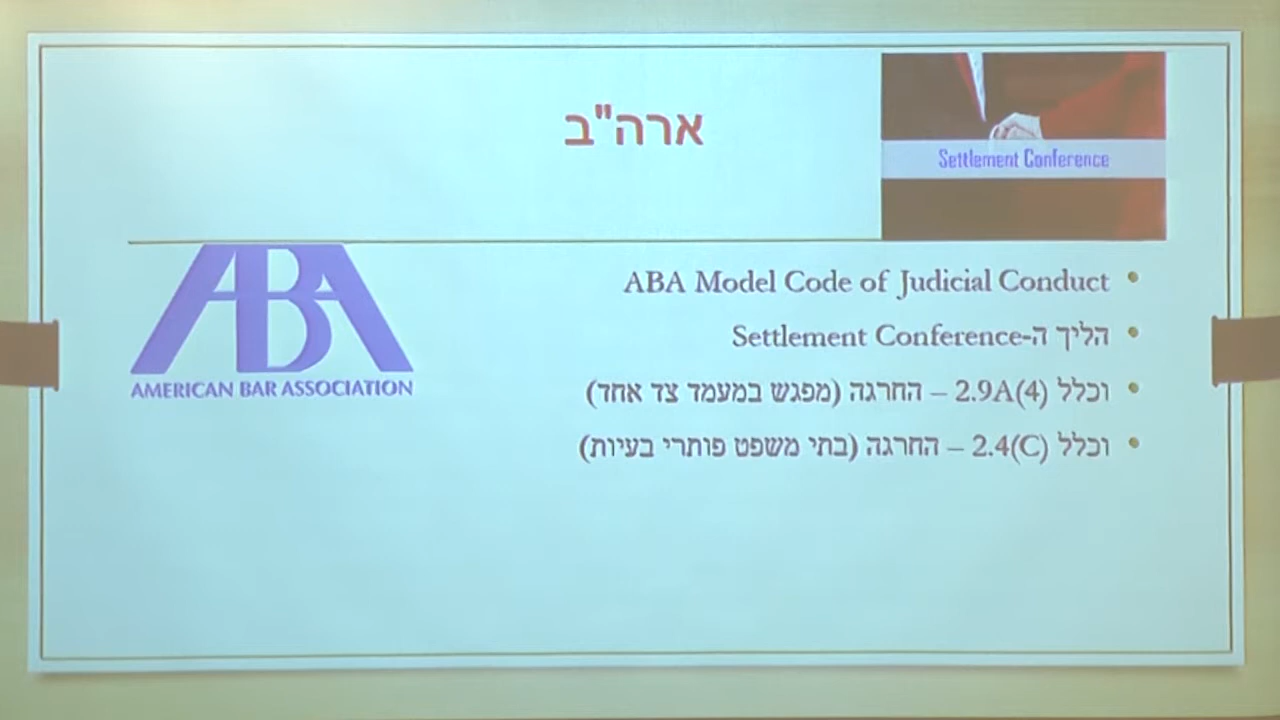 ארה"ב
Settlement Conference
ABA Model Code of Judicial Conduct
הליך ה-Settlement Conference
וכלל 2.9A(4) – החרגה (מפגש במעמד צד אחד)
וכלל 2.4(C) – החרגה (בתי משפט פותרי בעיות)
ABA
AMERICAN BAR ASSOCIATION